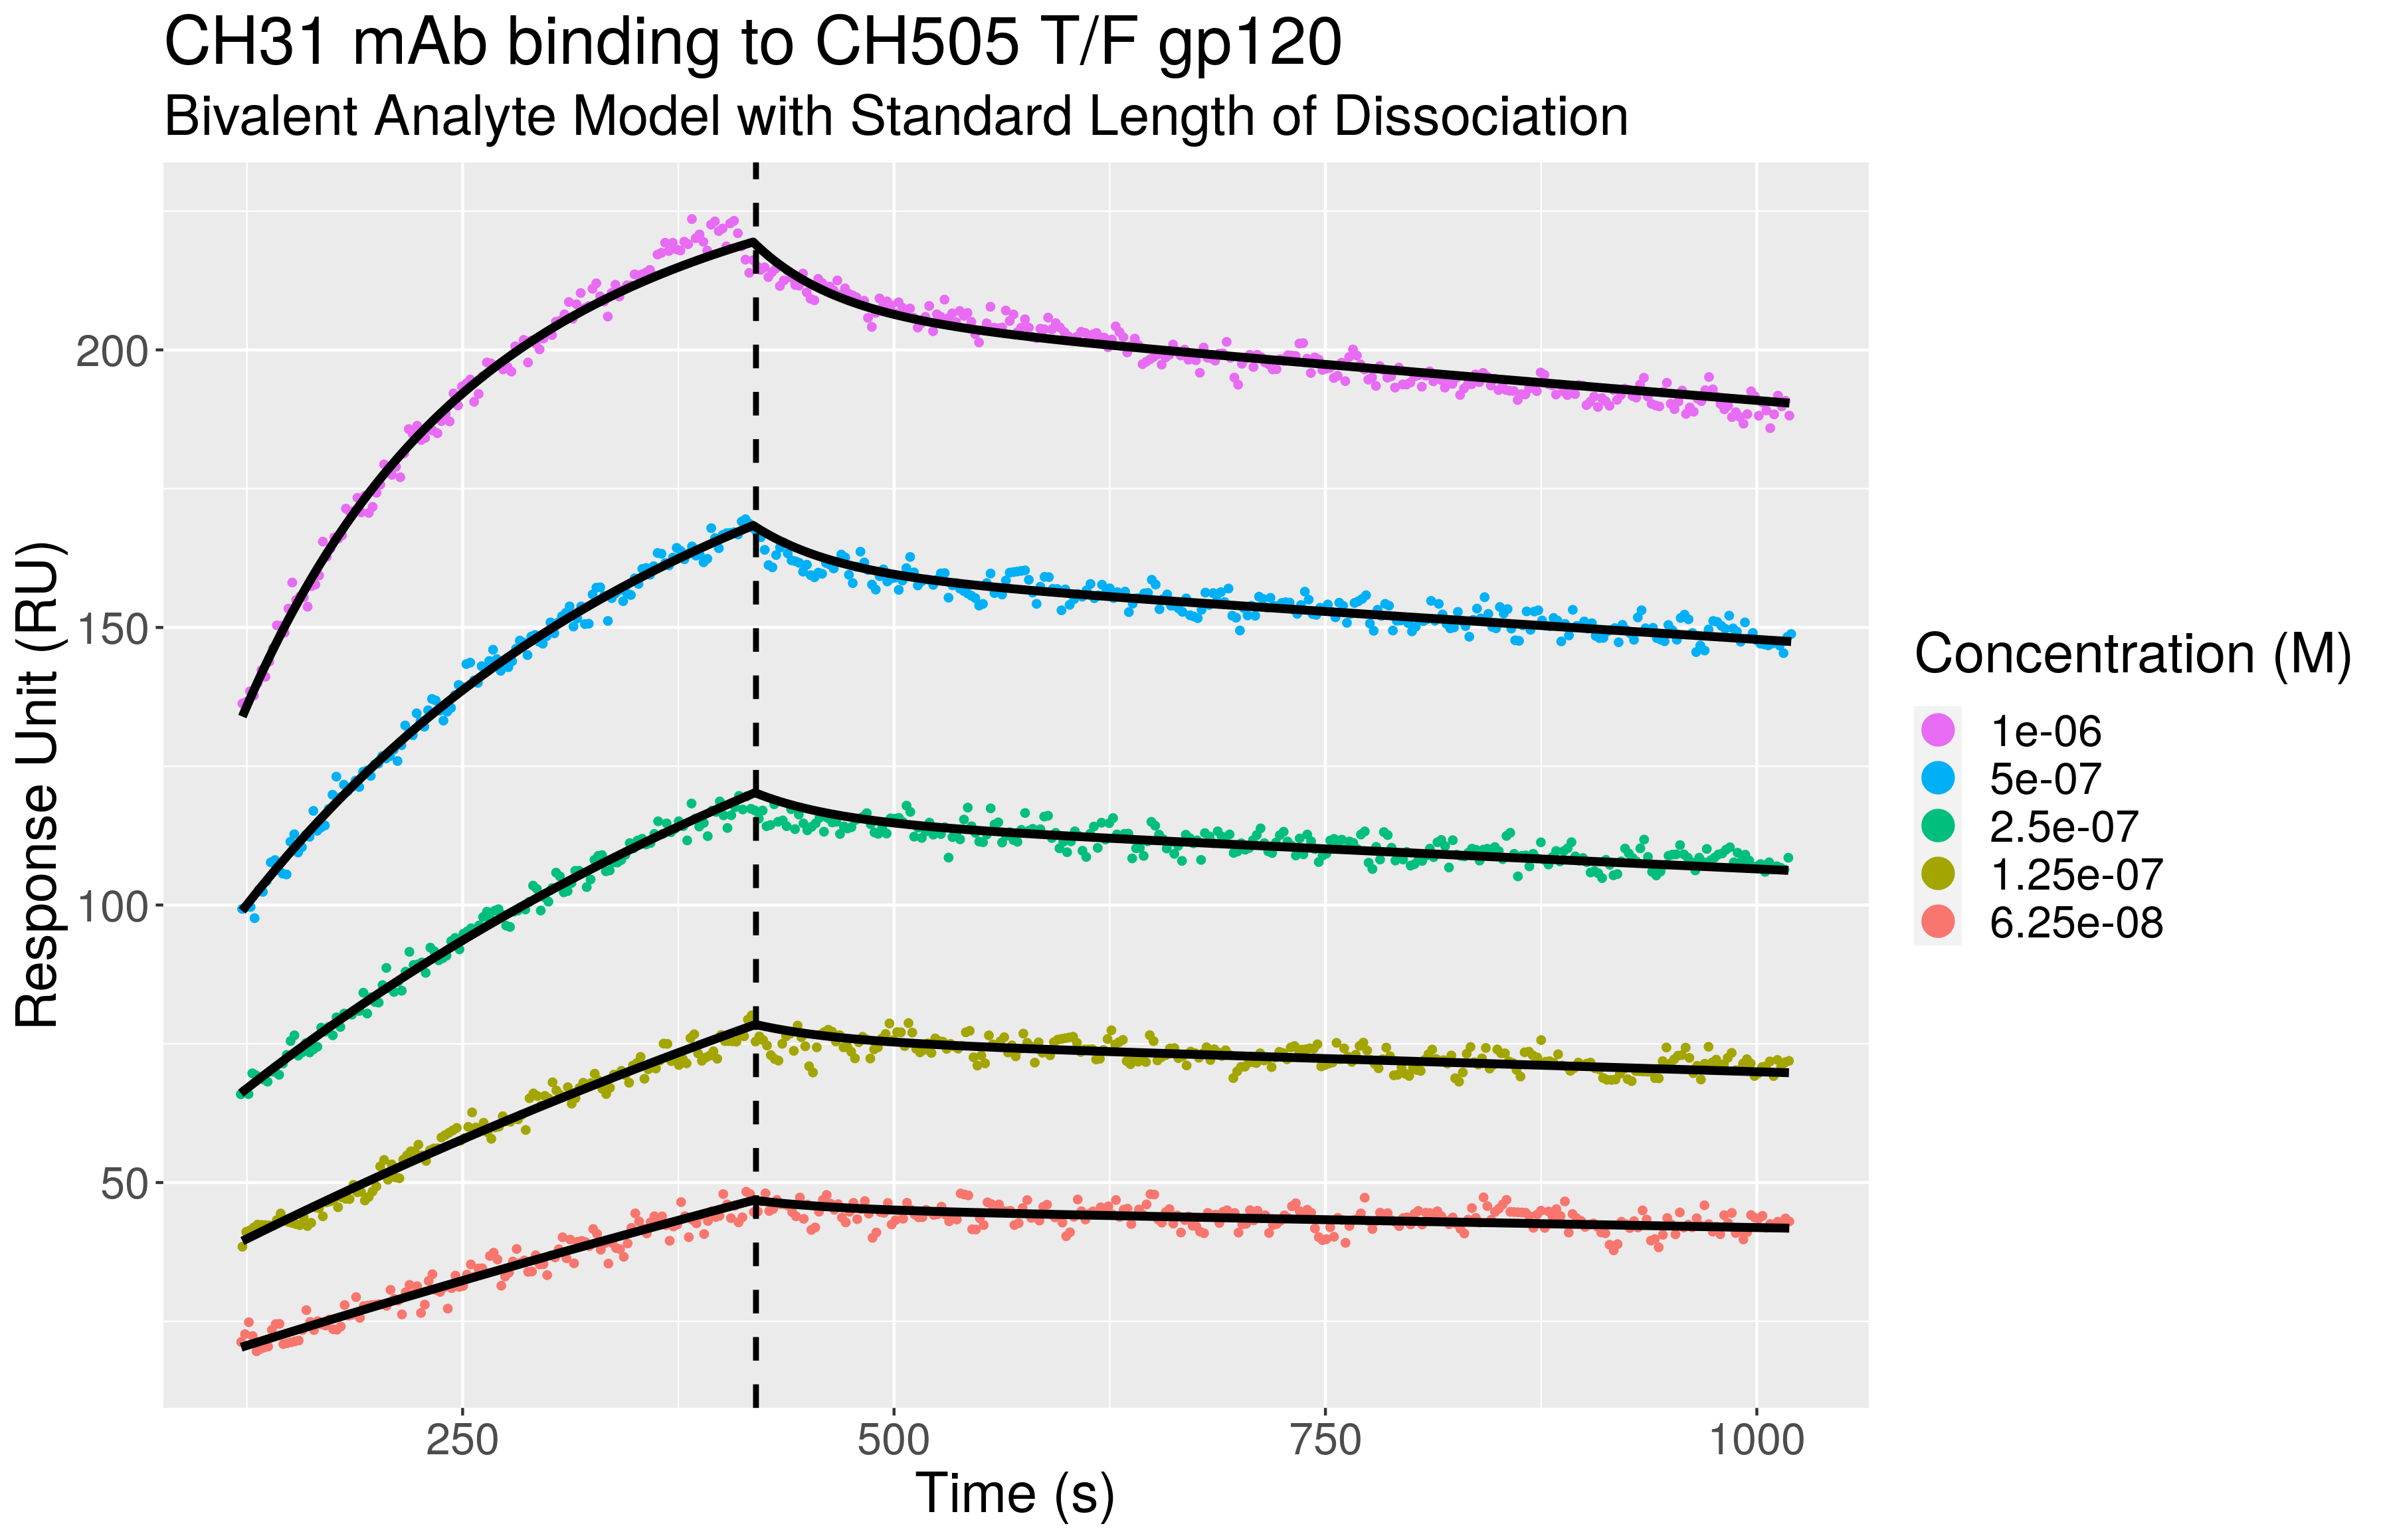 CH31 mAb binding to CH505 T/F gp120
Bivalent Analyte Model with Standard Length of Dissociation
Response Unit (RU)
200
150
100
50
250
500
750
1000
Time (s)
Concentration (M)
1e-06
5e-07
2.5e-07
1.25e-07
6.25e-08